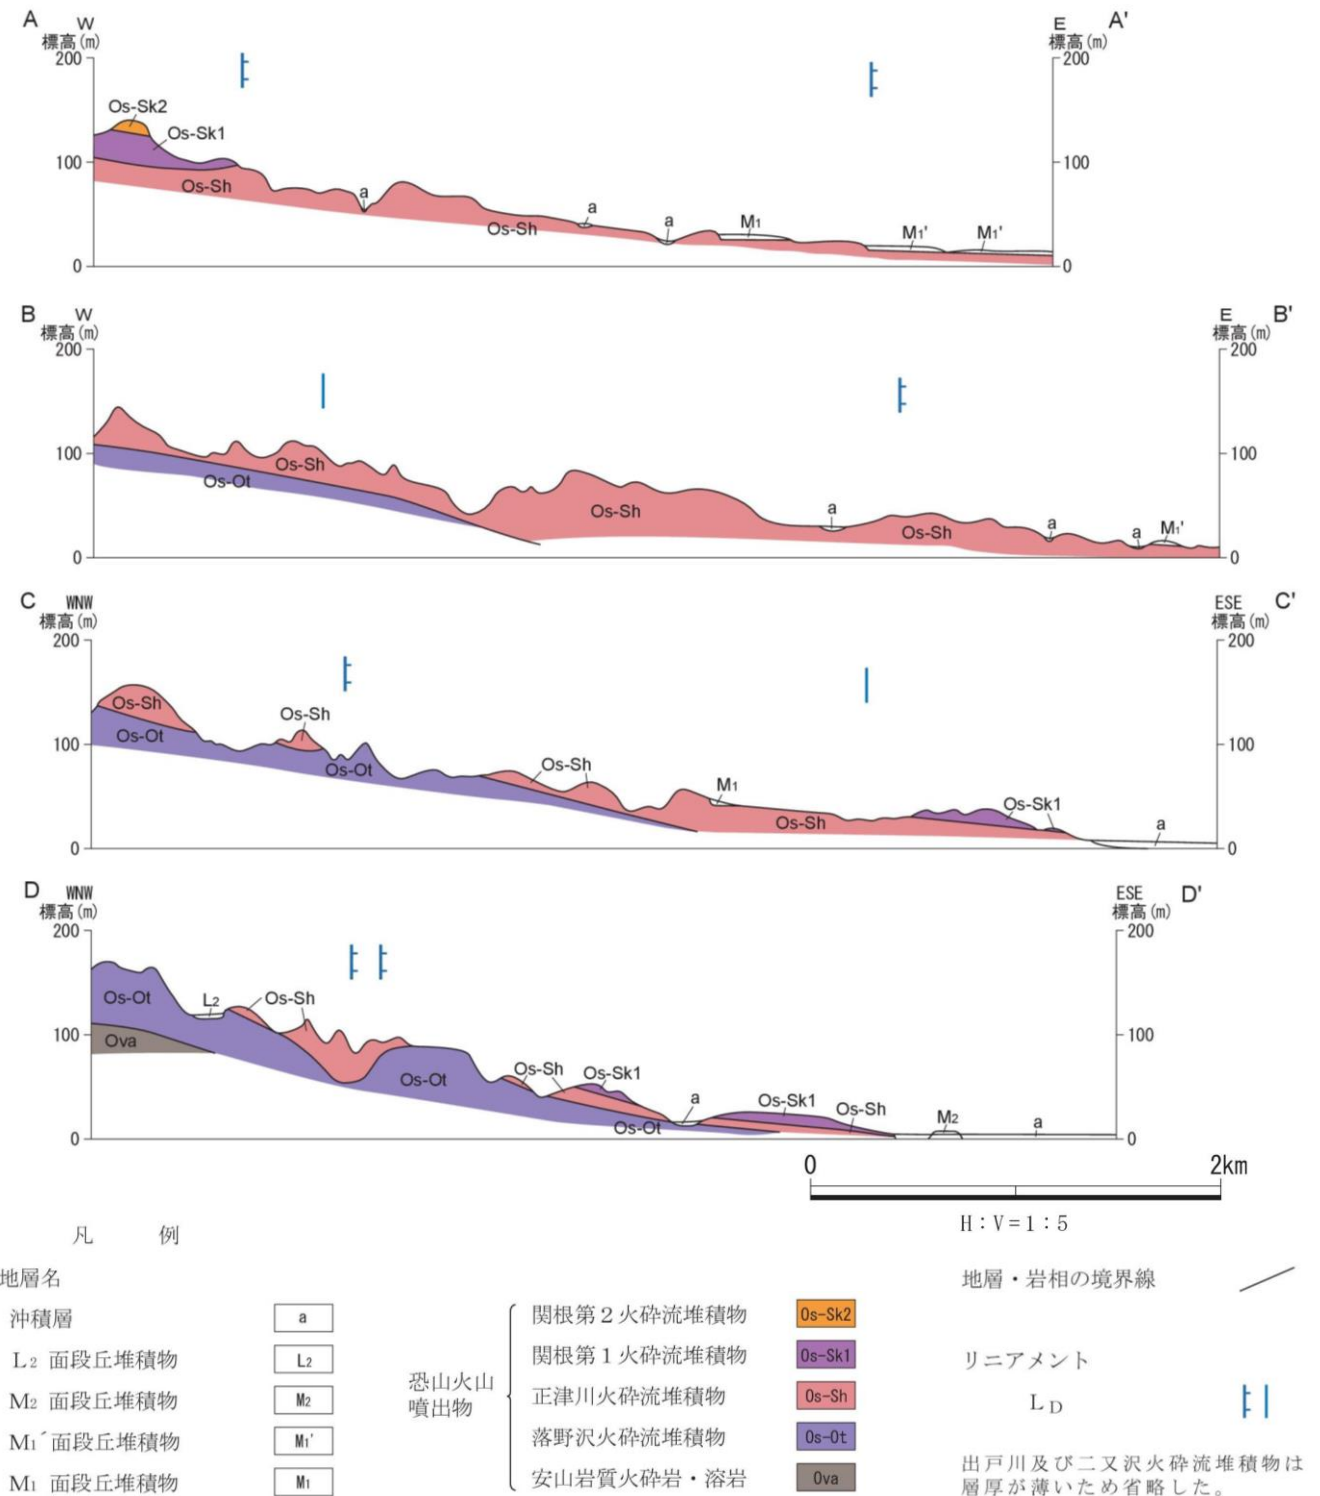 A W E A'
標高(m) 標高(m)
200 200
Os-Sk2
Os-Sk1
100 100
Os-Sh
a
a
a
M₁
M₁'
M₁'
Os-Sh
0 0
B W E B'
標高(m) 標高(m)
200 200
100 100
Os-Sh
Os-Ot
Os-Sh
a
Os-Sh
a
a
M₁'
0 0
C WNW ESE C'
標高(m) 標高(m)
200 200
Os-Sh
Os-Sh
Os-Ot
100 100
Os-Ot
Os-Sh
M₁
Os-Sh
Os-Sk1
a
0 0
D WNW ESE D'
標高(m) 標高(m)
200 200
Os-Ot
L₂
Os-Sh
100 100
Ova
Os-Ot
Os-Sh
Os-Sk1
a
Os-Sk1
Os-Sh
M₂
a
Os-Ot
0 0
0 2km
H:V=1:5
凡 例
地層名
沖積層 a
L₂ 面段丘堆積物 L₂
M₂ 面段丘堆積物 M₂
M₁´面段丘堆積物 M₁'
M₁ 面段丘堆積物 M₁
恐山火山
噴出物
関根第2火砕流堆積物 Os-Sk2
関根第1火砕流堆積物 Os-Sk1
正津川火砕流堆積物 Os-Sh
落野沢火砕流堆積物 Os-Ot
安山岩質火砕岩・溶岩 Ova
地層・岩相の境界線
リニアメント
L_D
出戸川及び二又沢火砕流堆積物は
層厚が薄いため省略した。